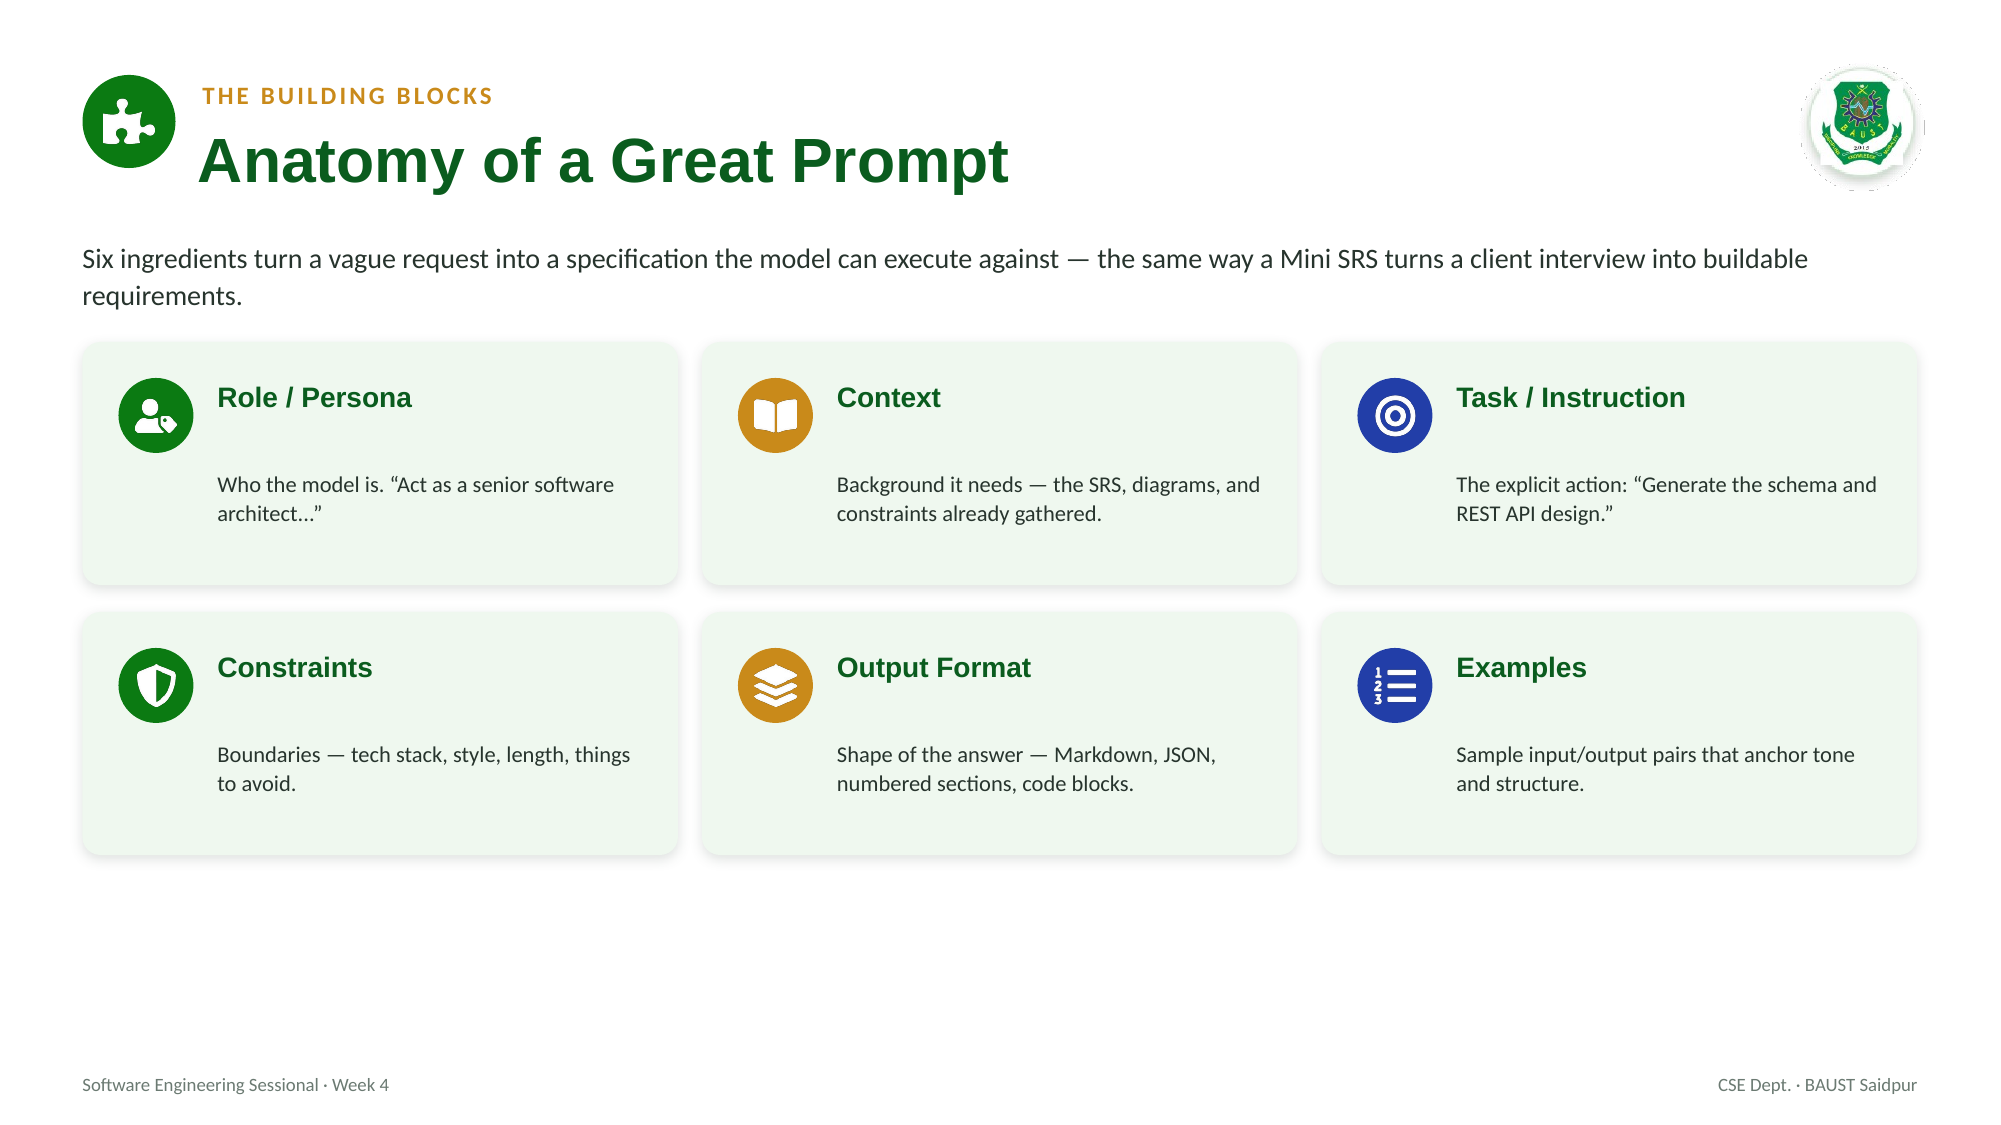 THE BUILDING BLOCKS
Anatomy of a Great Prompt
BAUST
2015
Six ingredients turn a vague request into a specification the model can execute against — the same way a Mini SRS turns a client interview into buildable
requirements.
Role / Persona
Who the model is. “Act as a senior software
architect...”
Context
Background it needs — the SRS, diagrams, and
constraints already gathered.
Task / Instruction
The explicit action: “Generate the schema and
REST API design.”
Constraints
Boundaries — tech stack, style, length, things
to avoid.
Output Format
Shape of the answer — Markdown, JSON,
numbered sections, code blocks.
1
2
3
Examples
Sample input/output pairs that anchor tone
and structure.
Software Engineering Sessional · Week 4
CSE Dept. · BAUST Saidpur